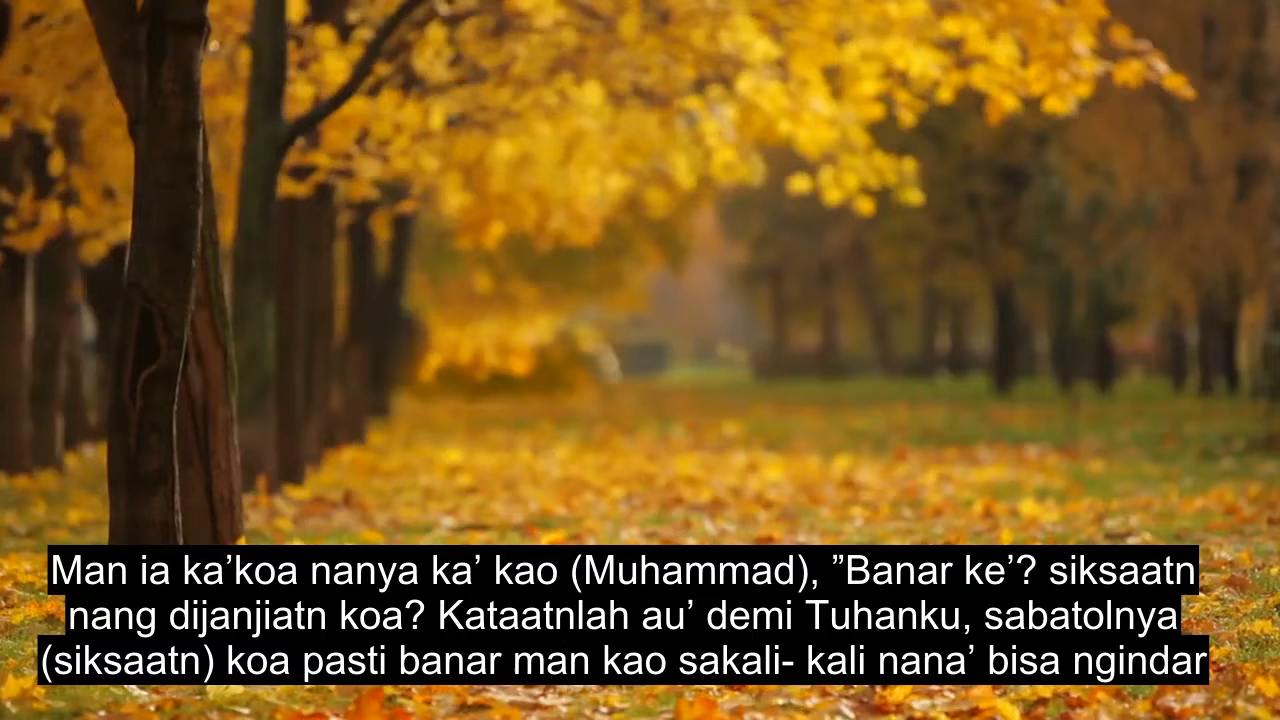 Man ia ka’koa nanya ka’ kao (Muhammad), ”Banar ke’? siksaatn
nang dijanjiatn koa? Kataatnlah au’ demi Tuhanku, sabatolnya
(siksaatn) koa pasti banar man kao sakali- kali nana’ bisa ngindar